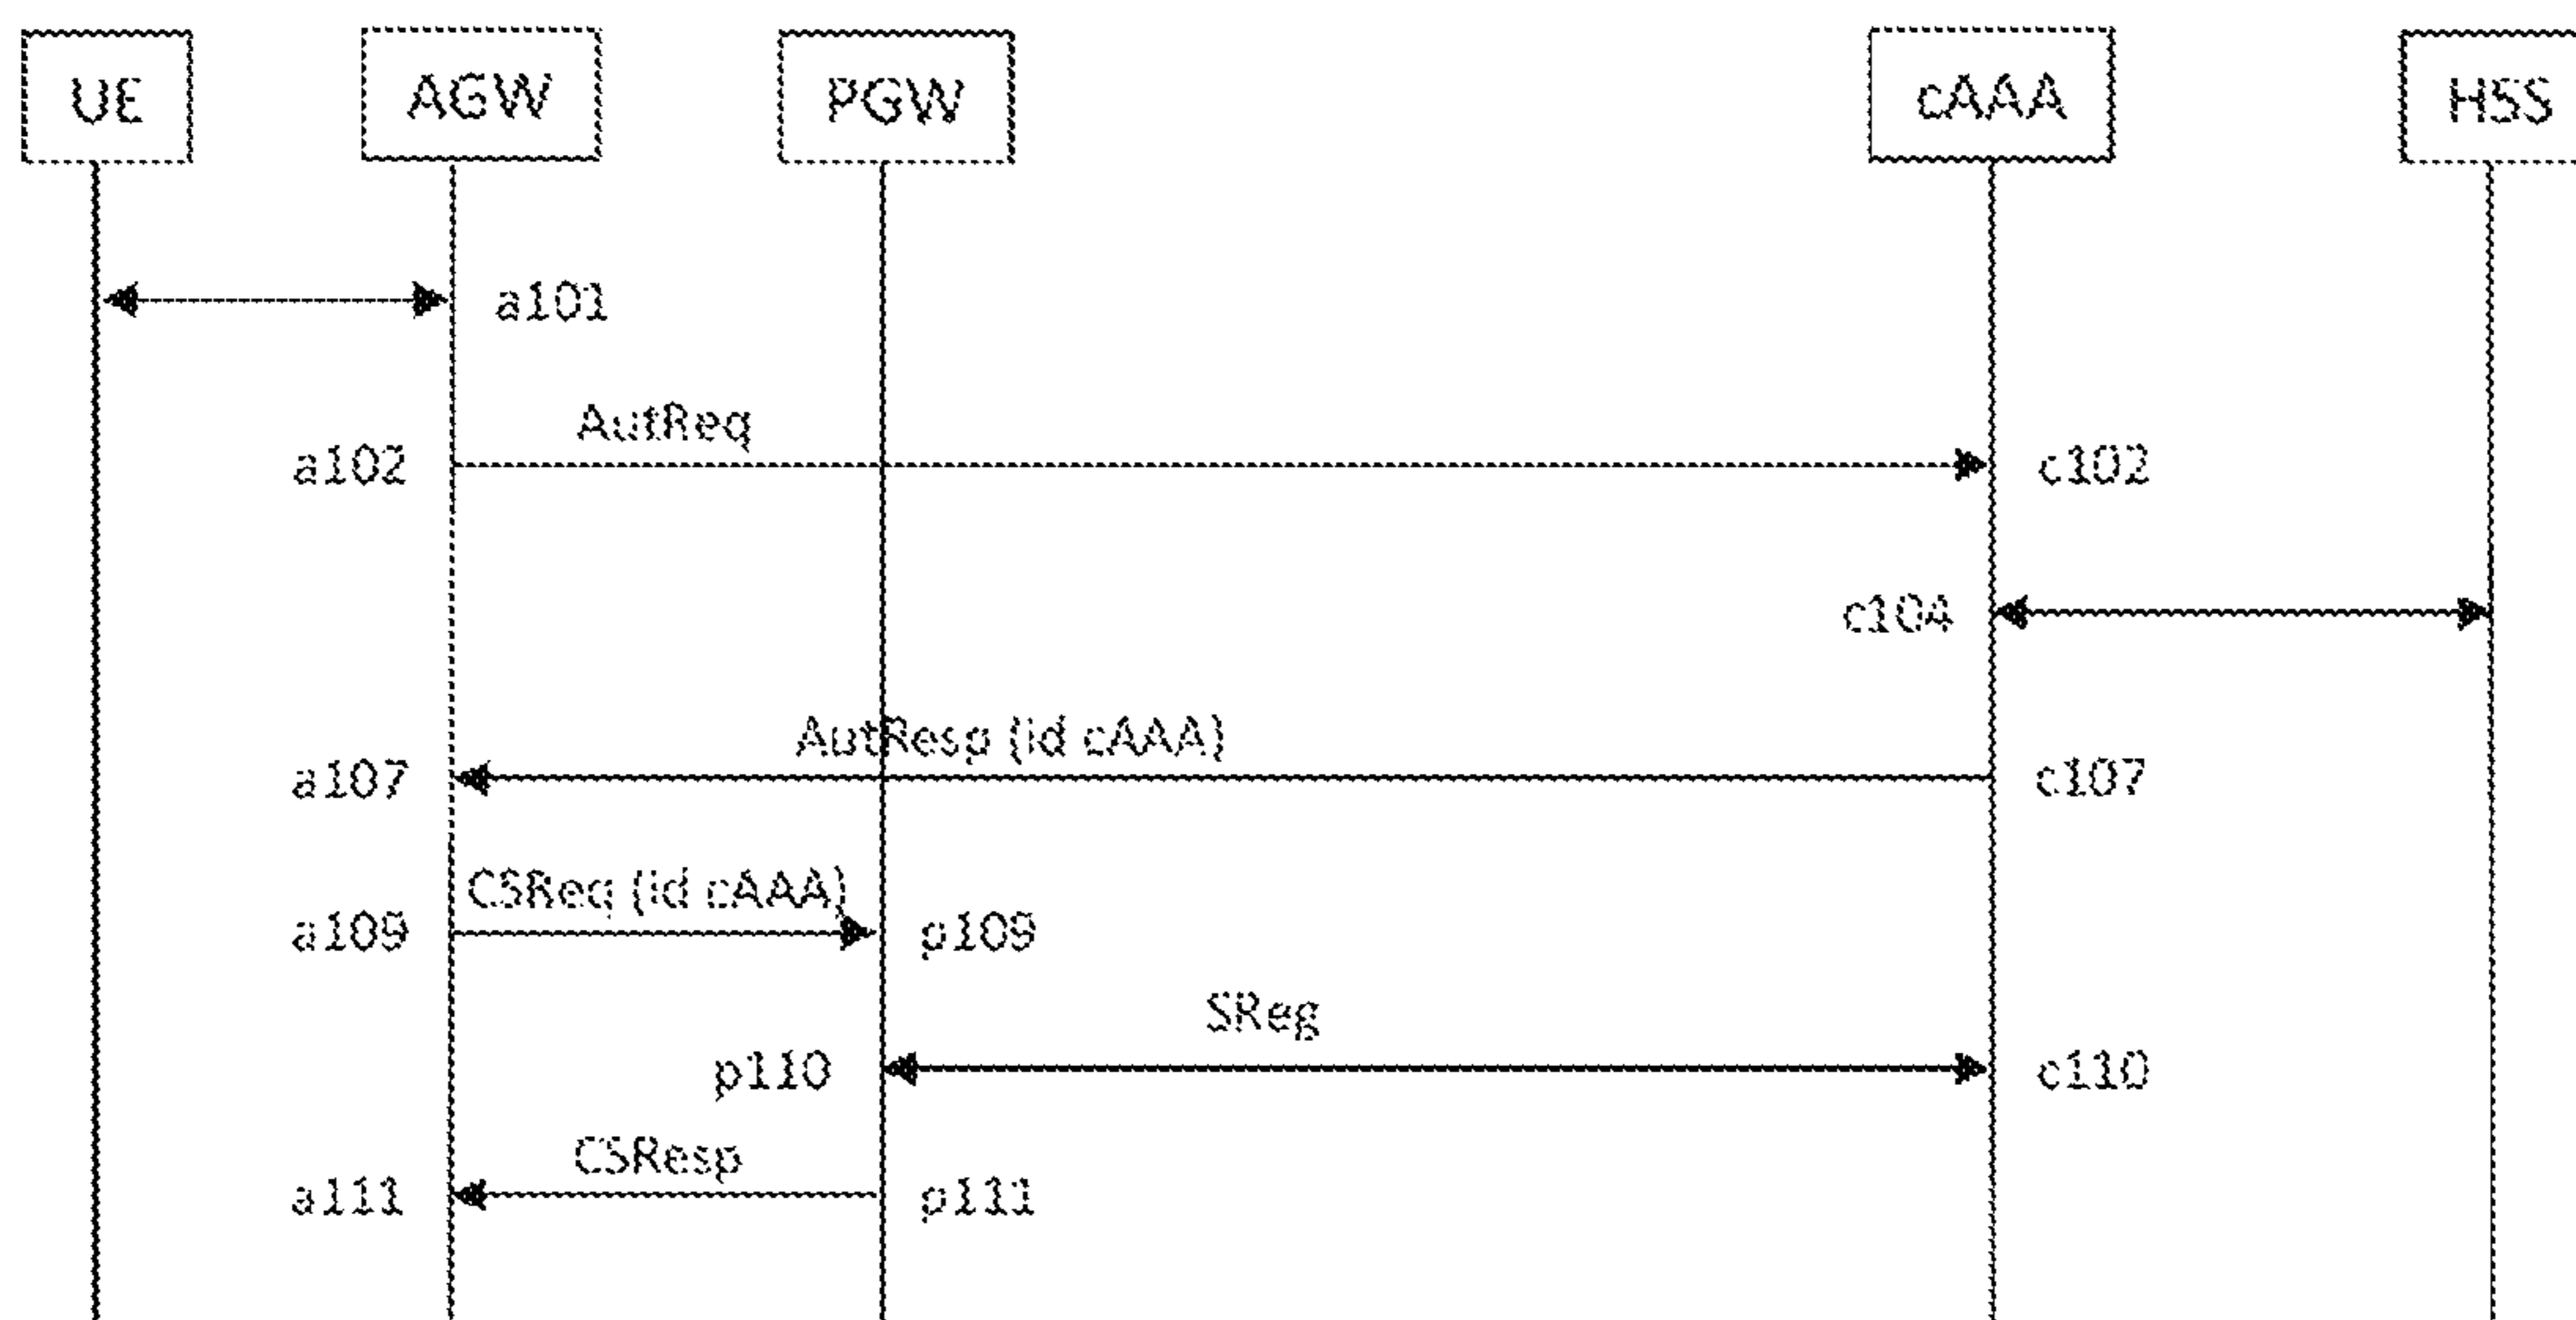 UE AGW PGW cAAA HSS
a101
AutReq
a102 c102
c104
AutResp (id cAAA)
a107 c107
CSReq (id cAAA)
a109 p109
SReg
p110 c110
CSResp
a111 p111